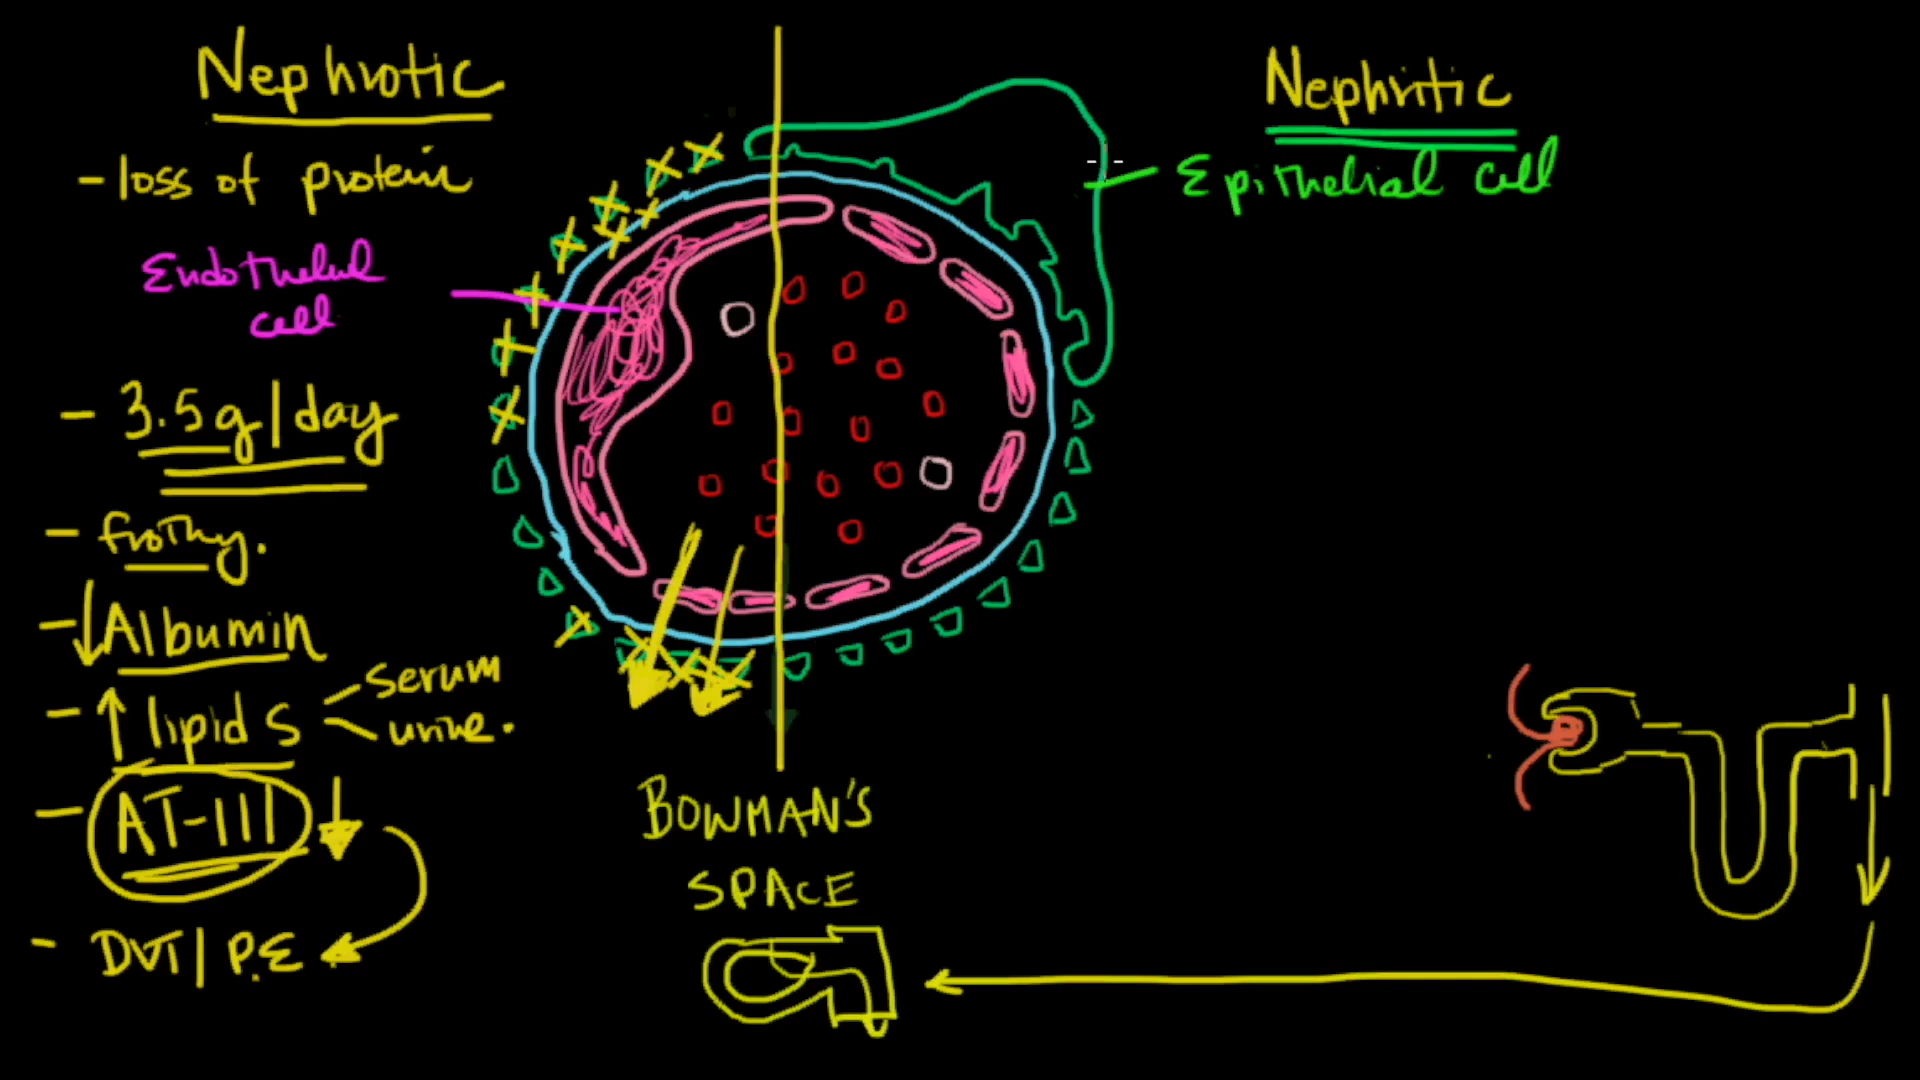 Nephrotic
- loss of protein
Endothelial
cell
- 3.5g/day
- frothy.
- ↓Albumin
- ↑ lipids
serum
urine.
- AT-III ↓
- DVT/P.E
BOWMAN'S
SPACE
Nephritic
Epithelial cell